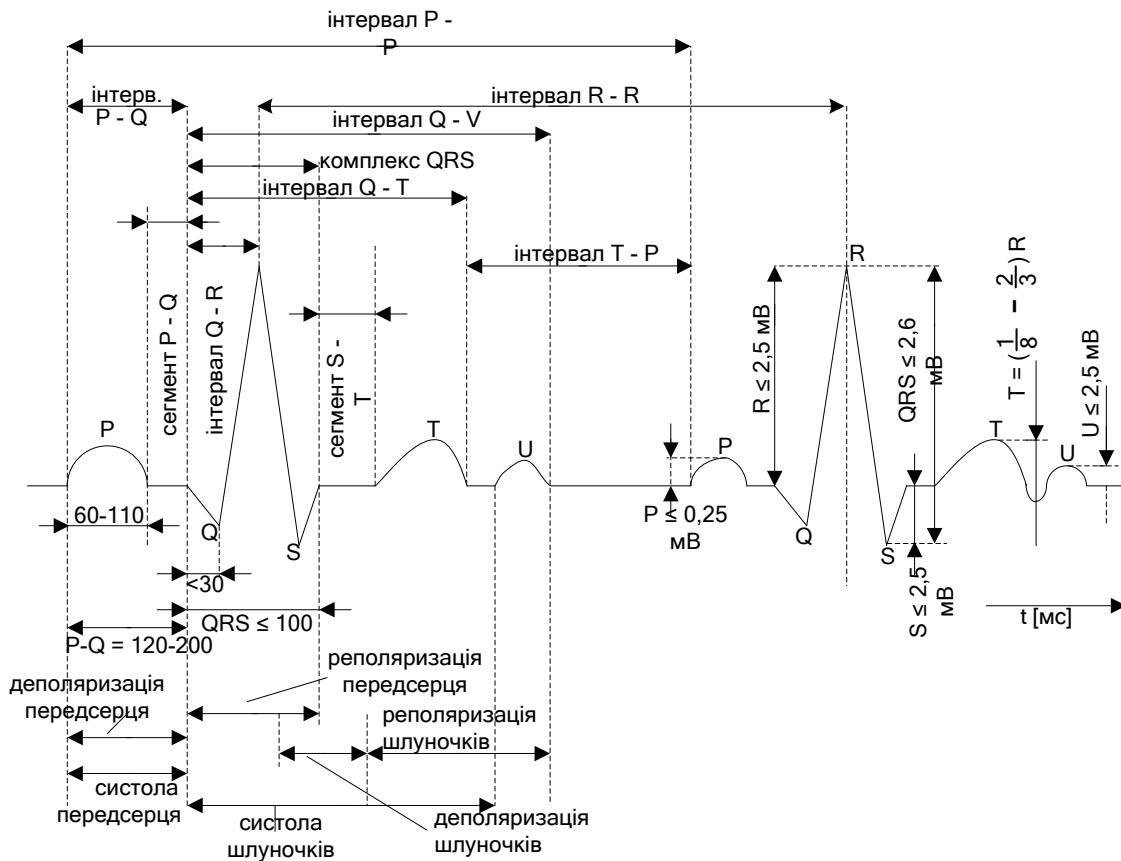 інтервал P -
P
інтерв.
P - Q
інтервал R - R
інтервал Q - V
комплекс QRS
інтервал Q - T
інтервал T - P
сегмент P - Q
інтервал Q - R
сегмент S -
T
P
Q
S
T
U
P
R
Q
S
T
U
R ≤ 2,5 мВ
QRS ≤ 2,6
мВ
T = (1/8 - 2/3) R
U ≤ 2,5 мВ
P ≤ 0,25
мВ
S ≤ 2,5
мВ
t [мс]
60-110
<30
QRS ≤ 100
P-Q = 120-200
деполяризація
передсерця
реполяризація
передсерця
реполяризація
шлуночків
систола
передсерця
систола
шлуночків
деполяризація
шлуночків